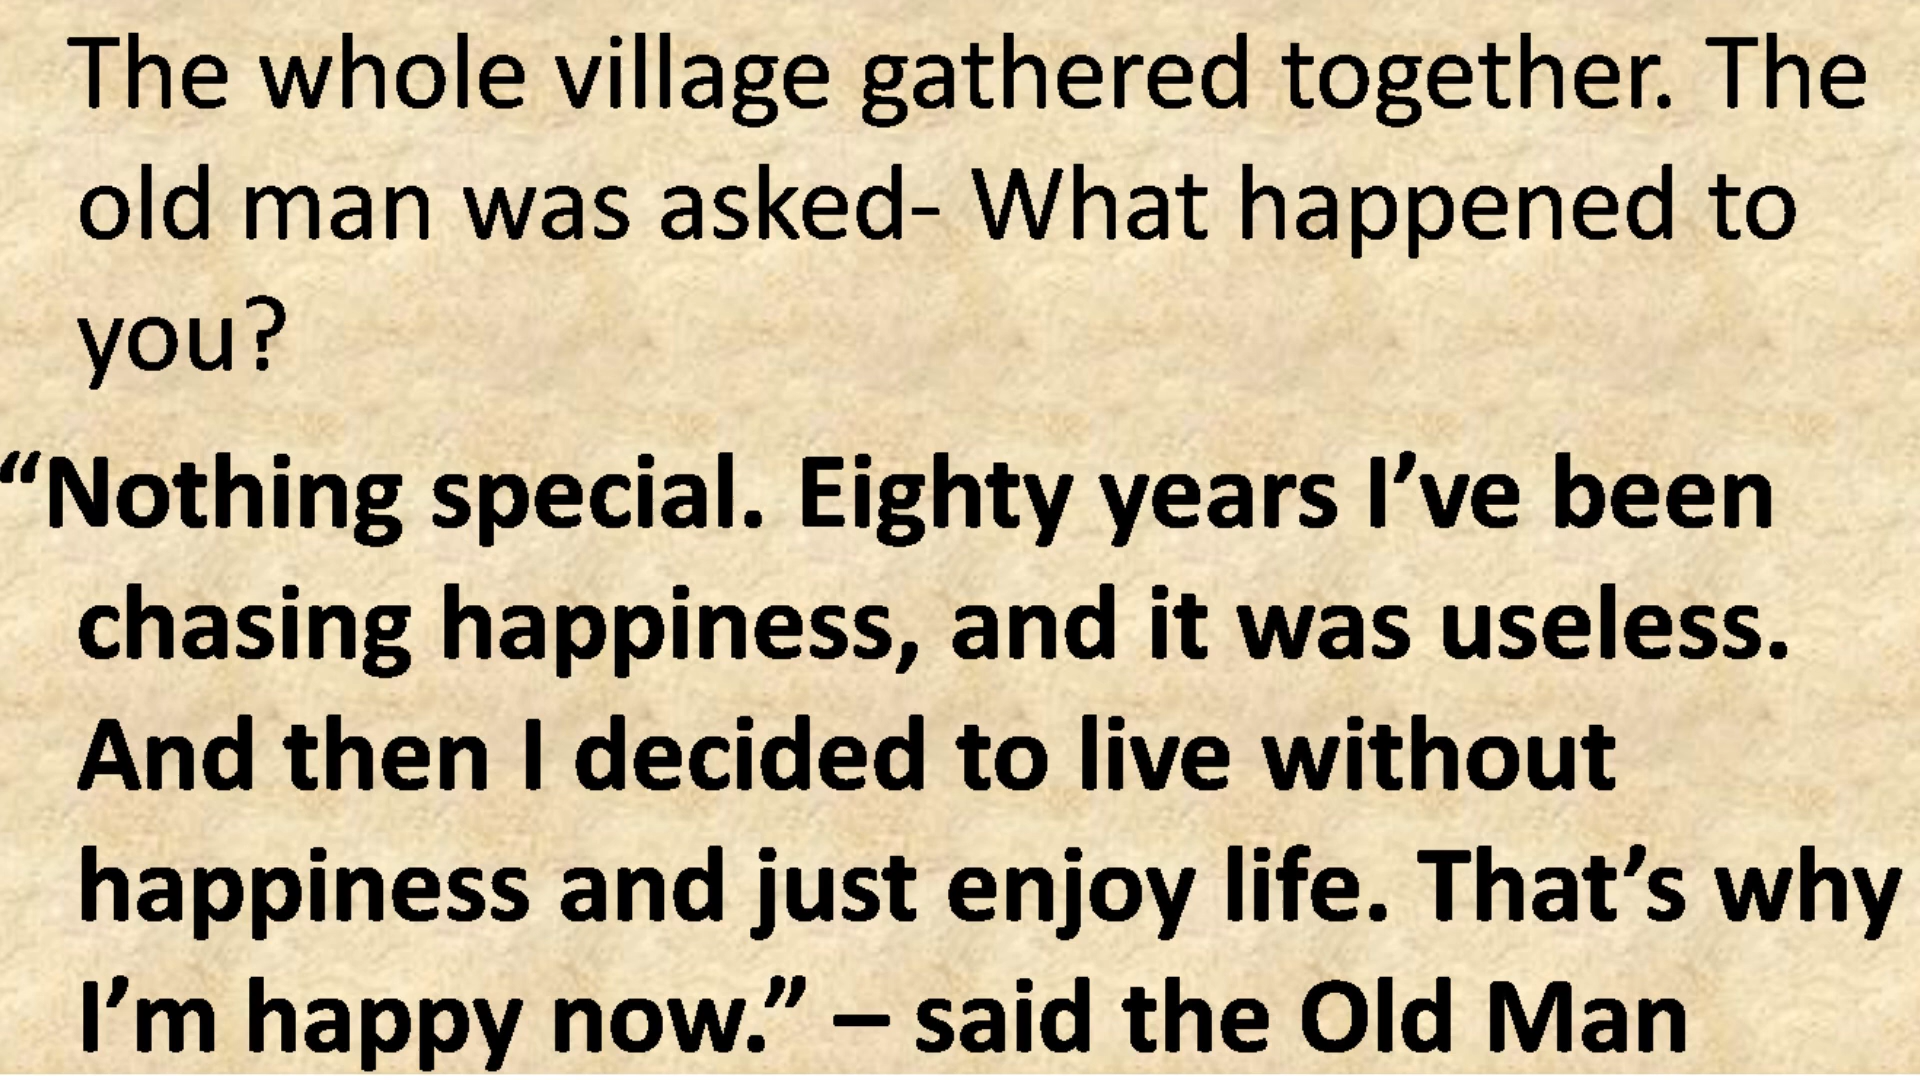 The whole village gathered together. The
old man was asked- What happened to
you?
“Nothing special. Eighty years I’ve been
chasing happiness, and it was useless.
And then I decided to live without
happiness and just enjoy life. That’s why
I’m happy now.” – said the Old Man